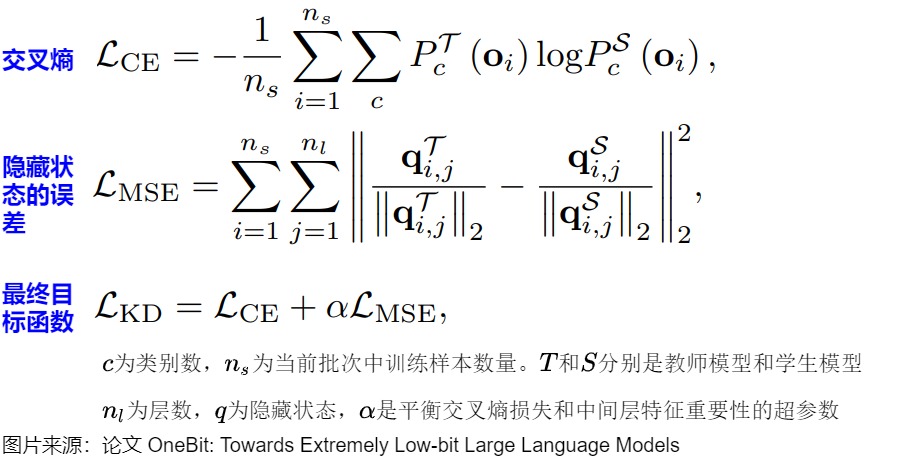 交叉熵 $\mathcal{L}_{\mathrm{CE}} = -\frac{1}{n_s} \sum_{i=1}^{n_s} \sum_{c} P_c^{\mathcal{T}} (\mathbf{o}_i) \log P_c^{\mathcal{S}} (\mathbf{o}_i),$
隐藏状态的误差 $\mathcal{L}_{\mathrm{MSE}} = \sum_{i=1}^{n_s} \sum_{j=1}^{n_l} \left\| \frac{\mathbf{q}_{i,j}^{\mathcal{T}}}{\left\| \mathbf{q}_{i,j}^{\mathcal{T}} \right\|_2} - \frac{\mathbf{q}_{i,j}^{\mathcal{S}}}{\left\| \mathbf{q}_{i,j}^{\mathcal{S}} \right\|_2} \right\|_2^2,$
最终目标函数 $\mathcal{L}_{\mathrm{KD}} = \mathcal{L}_{\mathrm{CE}} + \alpha \mathcal{L}_{\mathrm{MSE}},$
$c$为类别数，$n_s$为当前批次中训练样本数量。$T$和$S$分别是教师模型和学生模型
$n_l$为层数，$q$为隐藏状态，$\alpha$是平衡交叉熵损失和中间层特征重要性的超参数
图片来源：论文 OneBit: Towards Extremely Low-bit Large Language Models